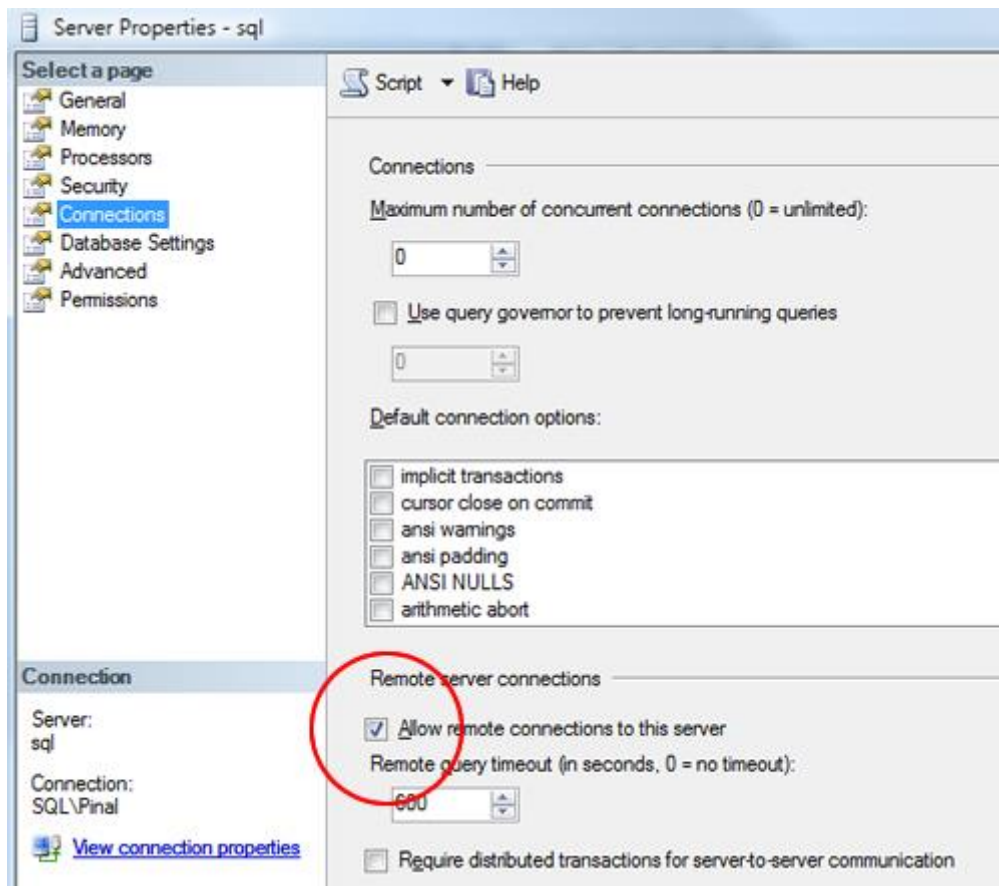 Server Properties - sql
Select a page
General
Memory
Processors
Security
Connections
Database Settings
Advanced
Permissions
Connection
Server:
sql
Connection:
SQL\Pinal
View connection properties
Script
Help
Connections
Maximum number of concurrent connections (0 = unlimited):
0
Use query governor to prevent long-running queries
0
Default connection options:
implicit transactions
cursor close on commit
ansi warnings
ansi padding
ANSI NULLS
arithmetic abort
Remote server connections
Allow remote connections to this server
Remote query timeout (in seconds, 0 = no timeout):
600
Require distributed transactions for server-to-server communication